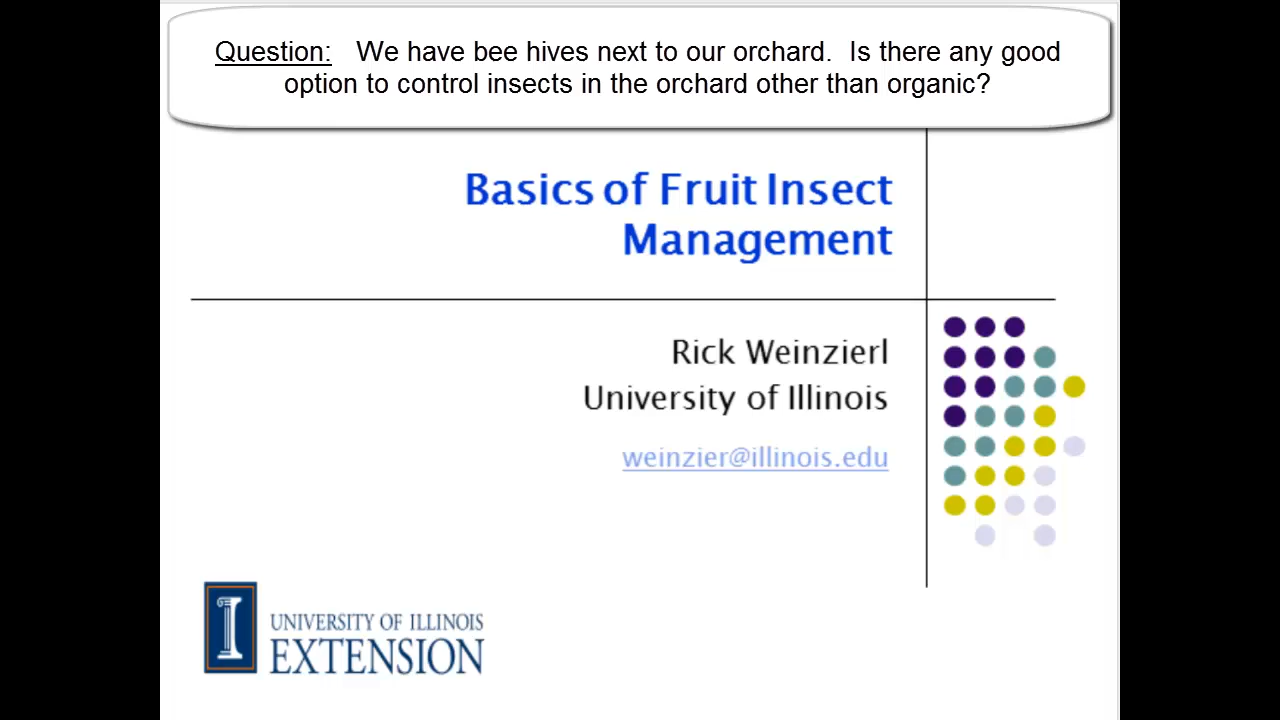 Question: We have bee hives next to our orchard. Is there any good
option to control insects in the orchard other than organic?
Basics of Fruit Insect
Management
Rick Weinzierl
University of Illinois
weinzier@illinois.edu
I
UNIVERSITY OF ILLINOIS
EXTENSION